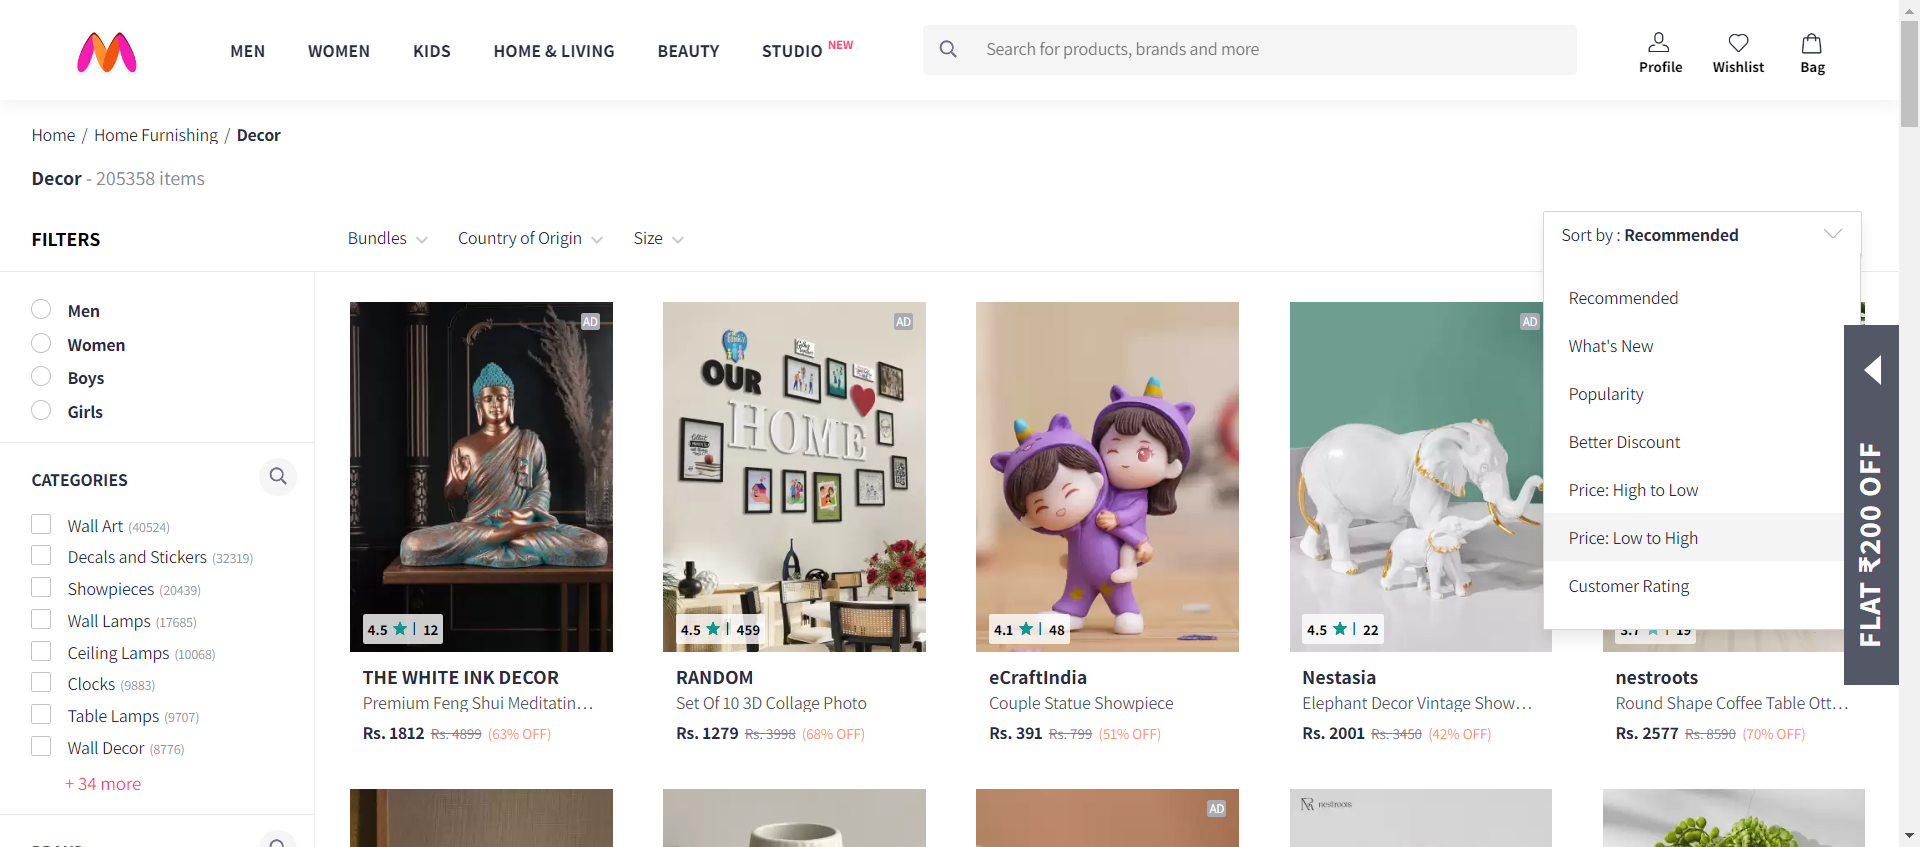 MEN
WOMEN
KIDS
HOME & LIVING
BEAUTY
STUDIO NEW
Search for products, brands and more
Profile
Wishlist
Bag
Home / Home Furnishing / Decor
Decor - 205358 items
FILTERS
Bundles
Country of Origin
Size
Sort by : Recommended
Recommended
What's New
Popularity
Better Discount
Price: High to Low
Price: Low to High
Customer Rating
FLAT ₹200 OFF
Men
Women
Boys
Girls
CATEGORIES
Wall Art (40524)
Decals and Stickers (32319)
Showpieces (20439)
Wall Lamps (17685)
Ceiling Lamps (10068)
Clocks (9883)
Table Lamps (9707)
Wall Decor (8776)
+ 34 more
AD
4.5 ★ | 12
THE WHITE INK DECOR
Premium Feng Shui Meditatin...
Rs. 1812 Rs. 4899 (63% OFF)
AD
OUR
HOME
4.5 ★ | 459
RANDOM
Set Of 10 3D Collage Photo
Rs. 1279 Rs. 3998 (68% OFF)
4.1 ★ | 48
eCraftIndia
Couple Statue Showpiece
Rs. 391 Rs. 799 (51% OFF)
AD
4.5 ★ | 22
Nestasia
Elephant Decor Vintage Show...
Rs. 2001 Rs. 3450 (42% OFF)
3.7 ★ | 19
nestroots
Round Shape Coffee Table Ott...
Rs. 2577 Rs. 8590 (70% OFF)
AD
nestroots